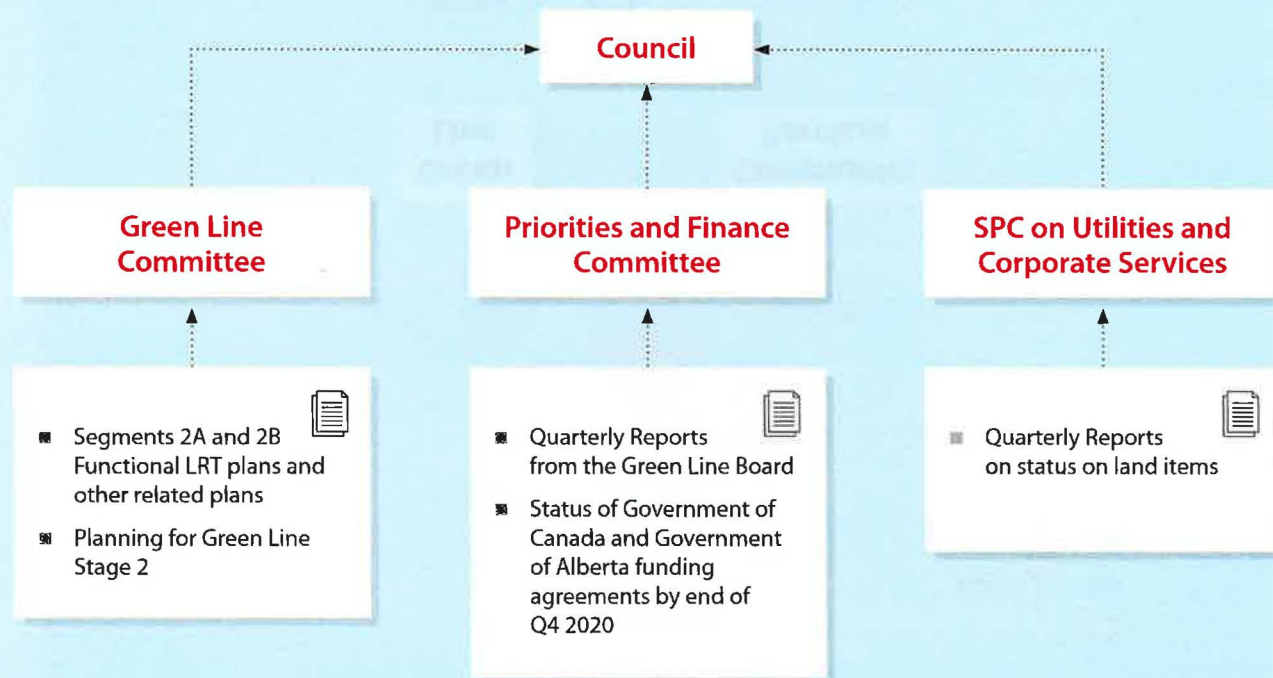 Council
Green Line
Committee
Priorities and Finance
Committee
SPC on Utilities and
Corporate Services
Segments 2A and 2B
Functional LRT plans and
other related plans
Planning for Green Line
Stage 2
Quarterly Reports
from the Green Line Board
Status of Government of
Canada and Government
of Alberta funding
agreements by end of
Q4 2020
Quarterly Reports
on status on land items